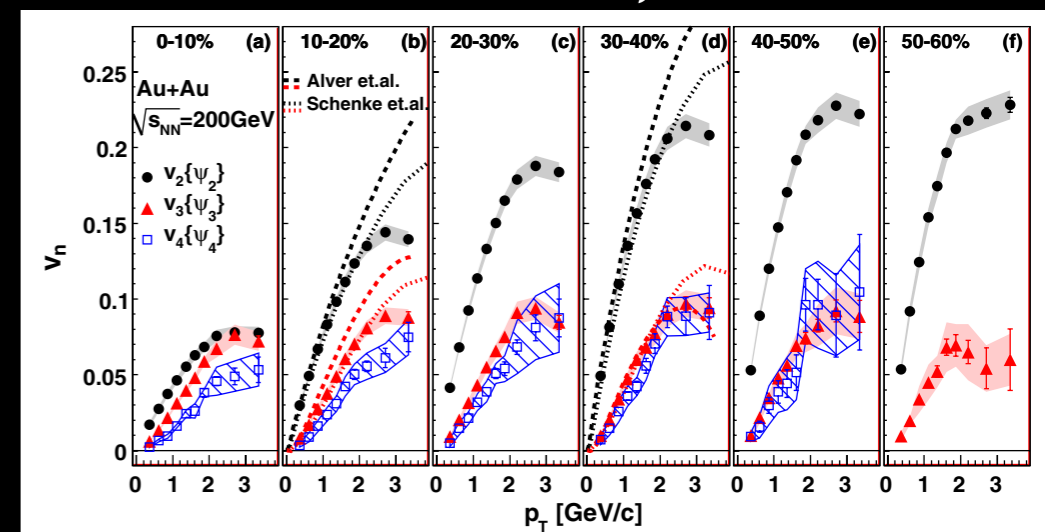 0-10% (a)
10-20% (b)
20-30% (c)
30-40% (d)
40-50% (e)
50-60% (f)
Au+Au
√s_NN=200GeV
v2{ψ2}
v3{ψ3}
v4{ψ4}
Alver et.al.
Schenke et.al.
vn
0.25
0.2
0.15
0.1
0.05
0
0 1 2 3
0 1 2 3
0 1 2 3
0 1 2 3
0 1 2 3
0 1 2 3
pT [GeV/c]